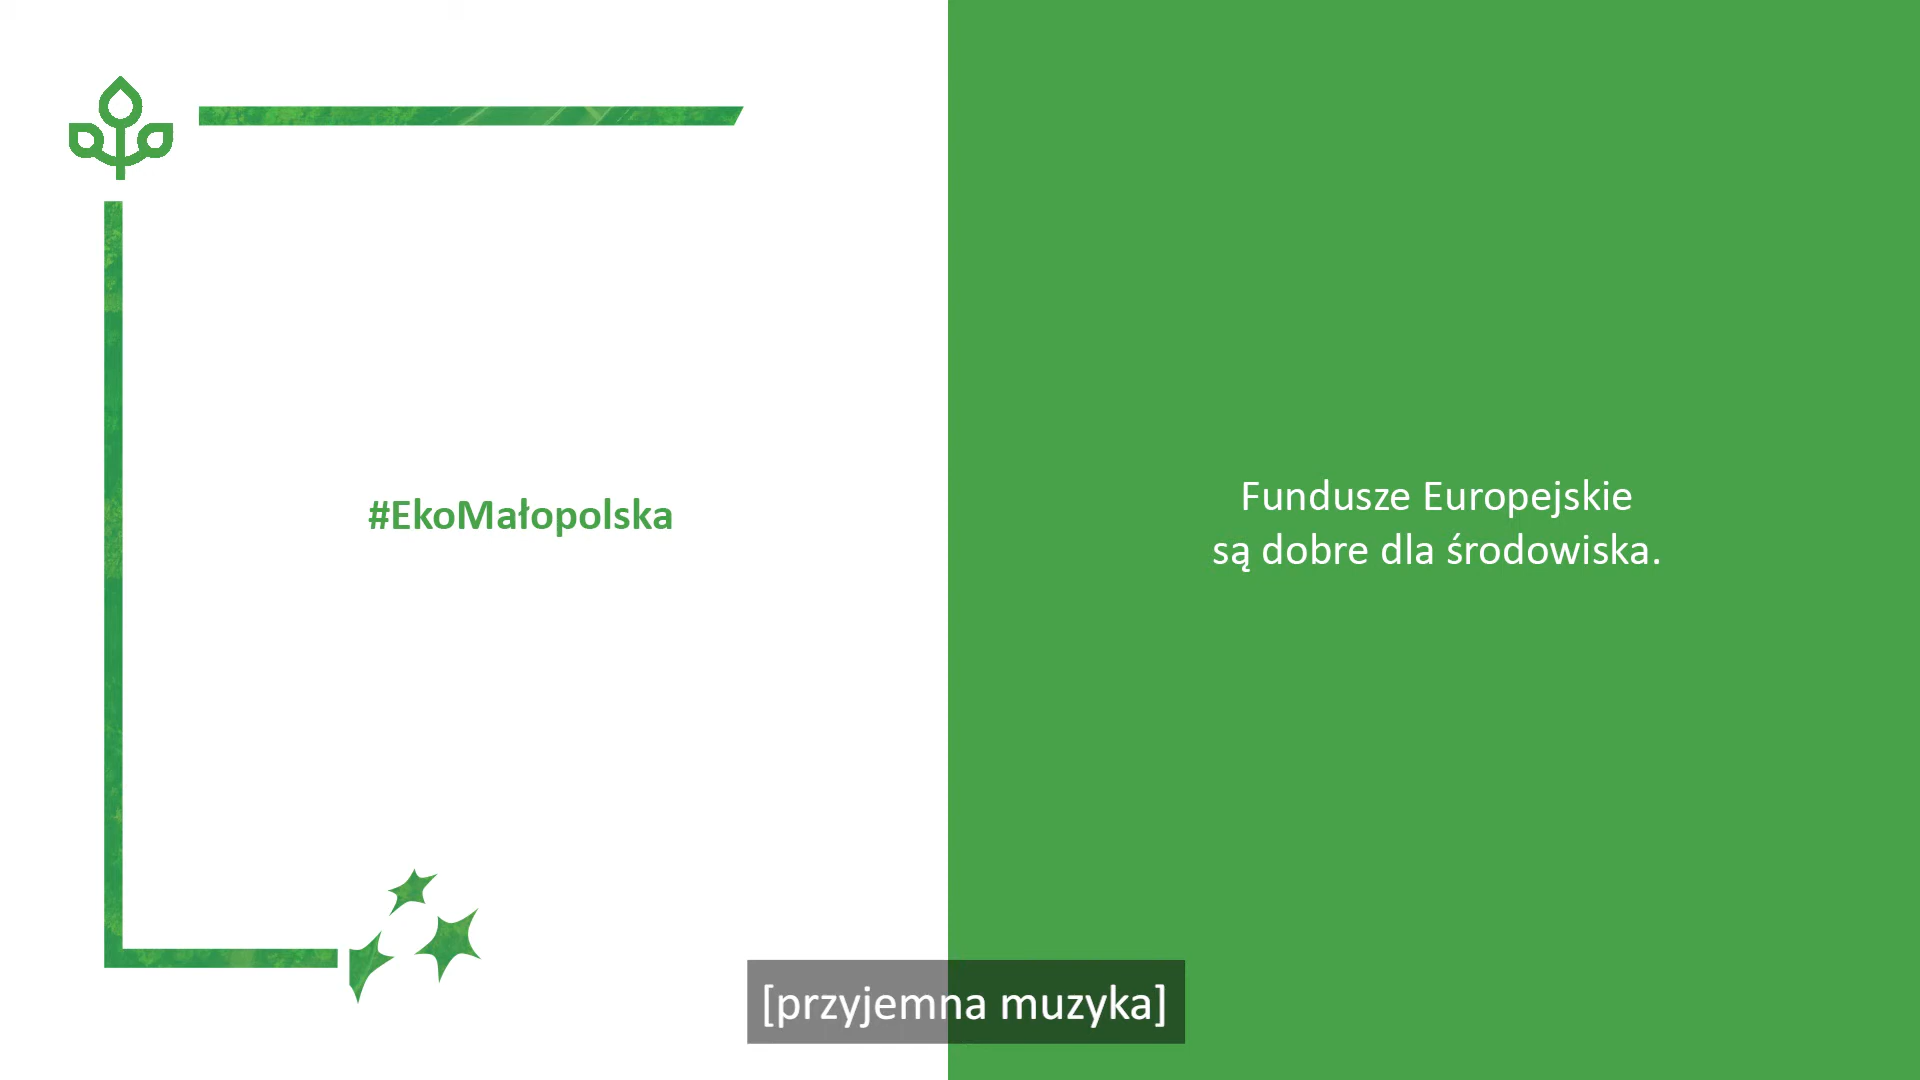 #EkoMałopolska
Fundusze Europejskie
są dobre dla środowiska.
[przyjemna muzyka]